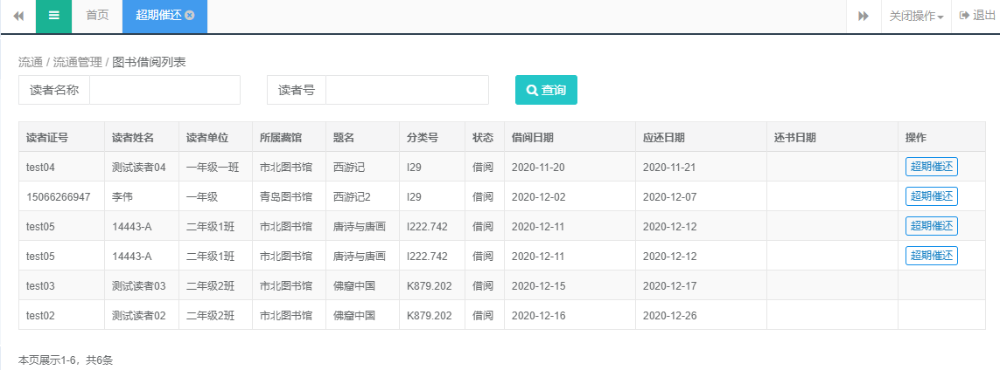 首页 超期催还 关闭操作 退出
流通 / 流通管理 / 图书借阅列表
读者名称 读者号 查询
读者证号 读者姓名 读者单位 所属藏馆 题名 分类号 状态 借阅日期 应还日期 还书日期 操作
test04 测试读者04 一年级一班 市北图书馆 西游记 I29 借阅 2020-11-20 2020-11-21 超期催还
15066266947 李伟 一年级 青岛图书馆 西游记2 I29 借阅 2020-12-02 2020-12-07 超期催还
test05 14443-A 二年级1班 市北图书馆 唐诗与唐画 I222.742 借阅 2020-12-11 2020-12-12 超期催还
test05 14443-A 二年级1班 市北图书馆 唐诗与唐画 I222.742 借阅 2020-12-11 2020-12-12 超期催还
test03 测试读者03 二年级2班 市北图书馆 佛窟中国 K879.202 借阅 2020-12-15 2020-12-17
test02 测试读者02 二年级2班 市北图书馆 佛窟中国 K879.202 借阅 2020-12-16 2020-12-26
本页展示1-6，共6条